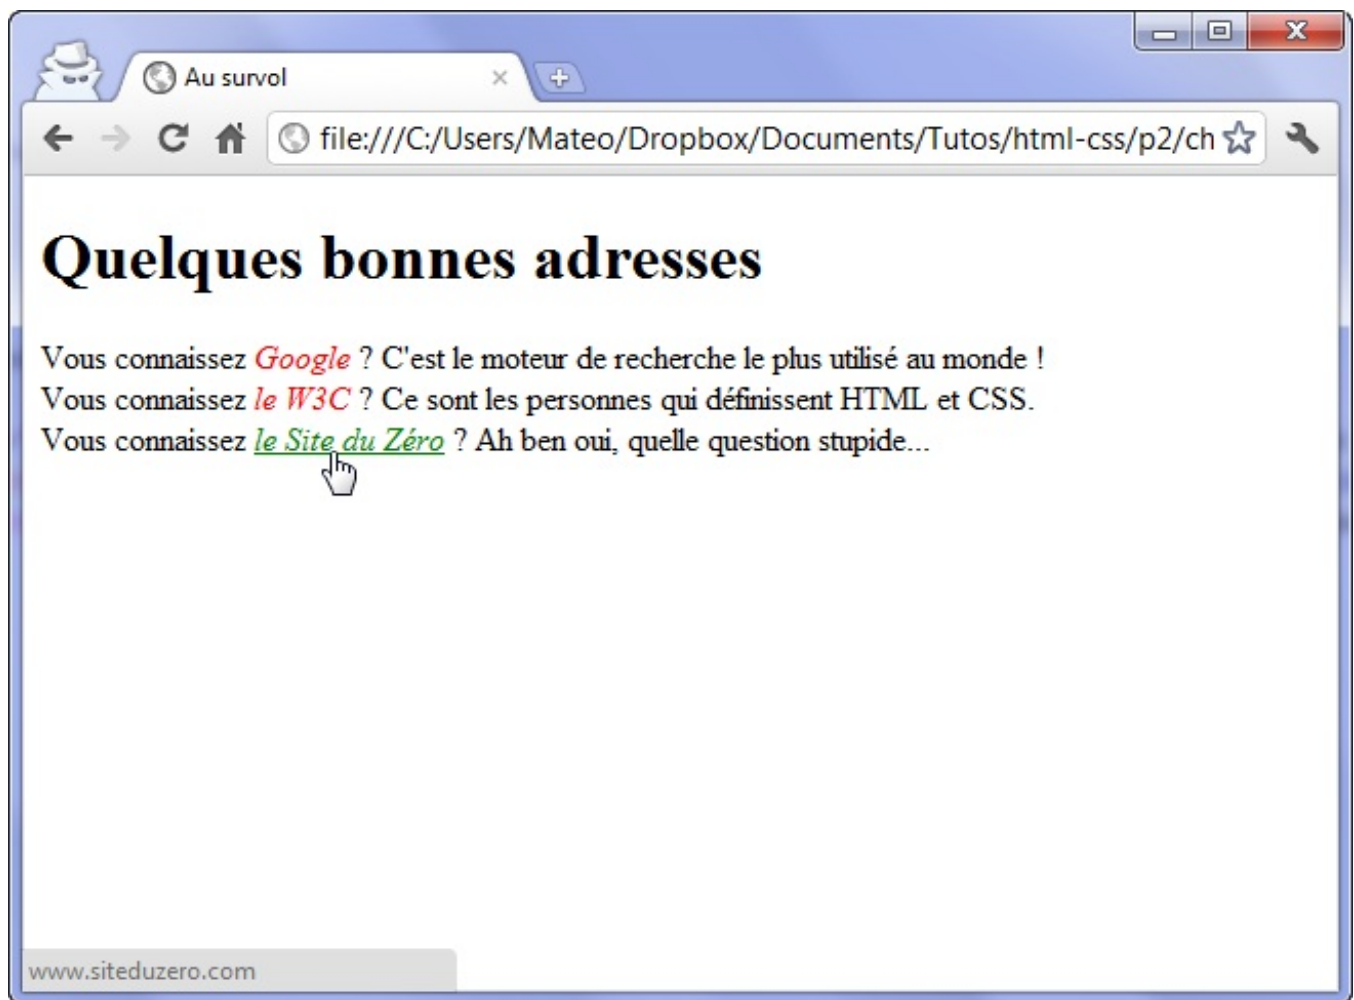 Au survol
file:///C:/Users/Mateo/Dropbox/Documents/Tutos/html-css/p2/ch
Quelques bonnes adresses
Vous connaissez Google ? C'est le moteur de recherche le plus utilisé au monde !
Vous connaissez le W3C ? Ce sont les personnes qui définissent HTML et CSS.
Vous connaissez le Site du Zéro ? Ah ben oui, quelle question stupide...
www.siteduzero.com